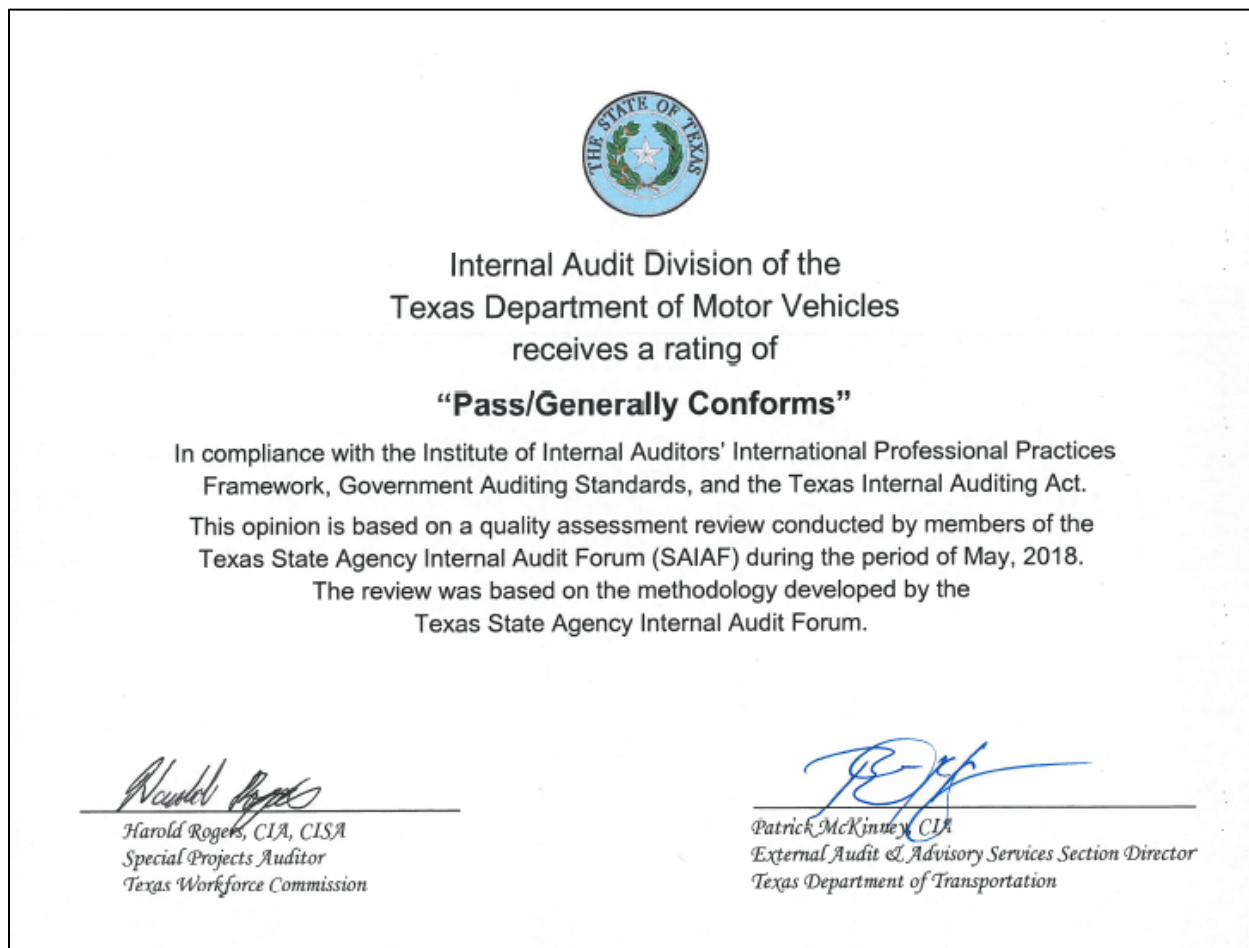 THE STATE OF TEXAS
Internal Audit Division of the
Texas Department of Motor Vehicles
receives a rating of
“Pass/Generally Conforms”
In compliance with the Institute of Internal Auditors’ International Professional Practices
Framework, Government Auditing Standards, and the Texas Internal Auditing Act.
This opinion is based on a quality assessment review conducted by members of the
Texas State Agency Internal Audit Forum (SAIAF) during the period of May, 2018.
The review was based on the methodology developed by the
Texas State Agency Internal Audit Forum.
Harold Rogers
Harold Rogers, CIA, CISA
Special Projects Auditor
Texas Workforce Commission
Patrick McKinney, CIA
External Audit & Advisory Services Section Director
Texas Department of Transportation